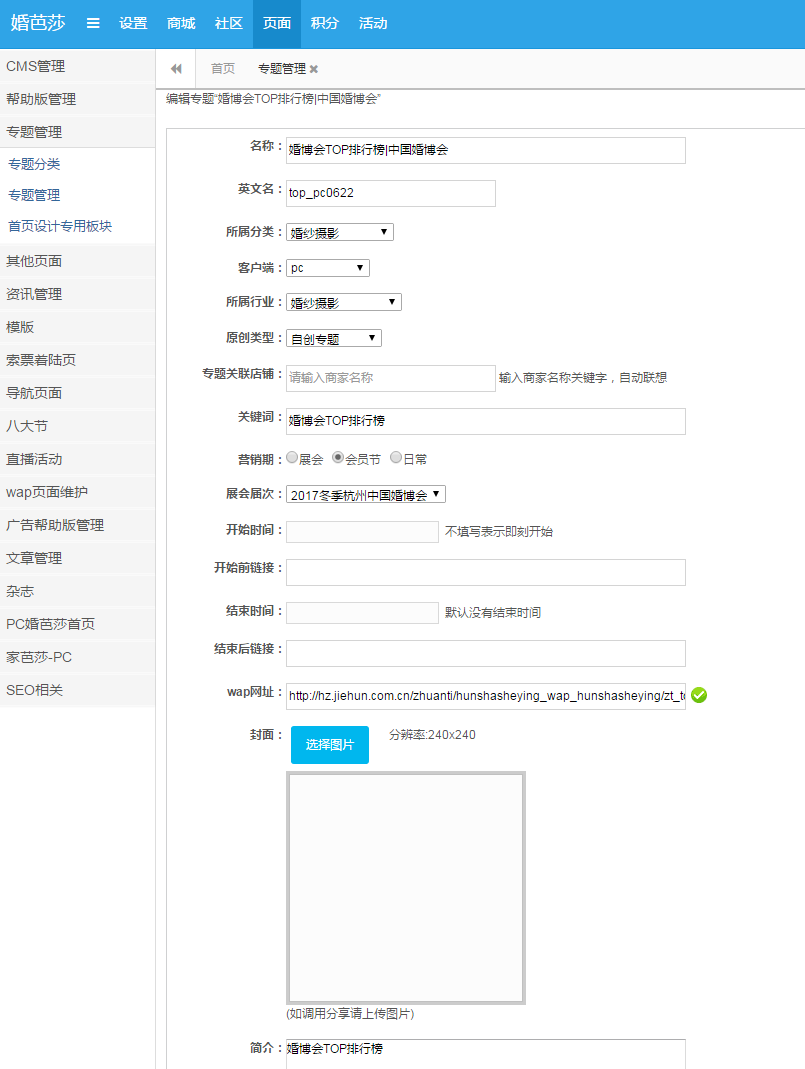 婚芭莎 设置 商城 社区 页面 积分 活动
CMS管理
帮助版管理
专题管理
专题分类
专题管理
首页设计专用板块
其他页面
资讯管理
模版
索票着陆页
导航页面
八大节
直播活动
wap页面维护
广告帮助版管理
文章管理
杂志
PC婚芭莎首页
家芭莎-PC
SEO相关
首页 专题管理
编辑专题“婚博会TOP排行榜|中国婚博会”
名称： 婚博会TOP排行榜|中国婚博会
英文名： top_pc0622
所属分类： 婚纱摄影
客户端： pc
所属行业： 婚纱摄影
原创类型： 自创专题
专题关联店铺： 请输入商家名称 输入商家名称关键字，自动联想
关键词： 婚博会TOP排行榜
营销期： 展会 会员节 日常
展会届次： 2017冬季杭州中国婚博会
开始时间： 不填写表示即刻开始
开始前链接：
结束时间： 默认没有结束时间
结束后链接：
wap网址： http://hz.jiehun.com.cn/zhuanti/hunshasheying_wap_hunshasheying/zt_to
封面： 选择图片 分辨率:240x240
(如调用分享请上传图片)
简介： 婚博会TOP排行榜